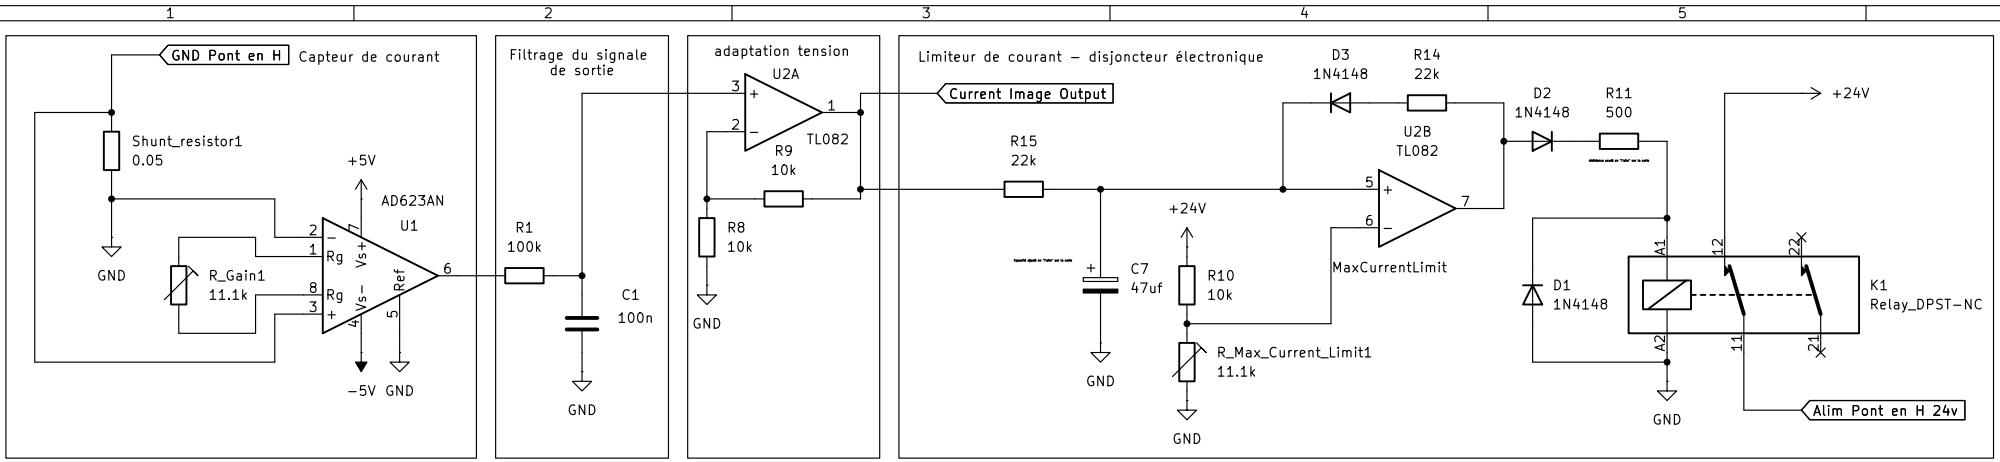 1 2 3 4 5
GND Pont en H
Capteur de courant
Shunt_resistor1
0.05
GND
+5V
AD623AN
U1
2
1
8
3
−
Rg
Rg
+
7
Vs+
Vs−
4
Ref
5
6
R_Gain1
11.1k
−5V
GND
Filtrage du signale
de sortie
R1
100k
C1
100n
GND
adaptation tension
U2A
3
+
2
−
1
TL082
R9
10k
R8
10k
GND
Limiteur de courant − disjoncteur électronique
Current Image Output
R15
22k
+
C7
47uf
GND
+24V
R10
10k
R_Max_Current_Limit1
11.1k
GND
D3
1N4148
R14
22k
U2B
TL082
5
+
6
−
7
MaxCurrentLimit
D2
1N4148
R11
500
+24V
D1
1N4148
A1
A2
12
11
22
21
K1
Relay_DPST−NC
GND
Alim Pont en H 24v